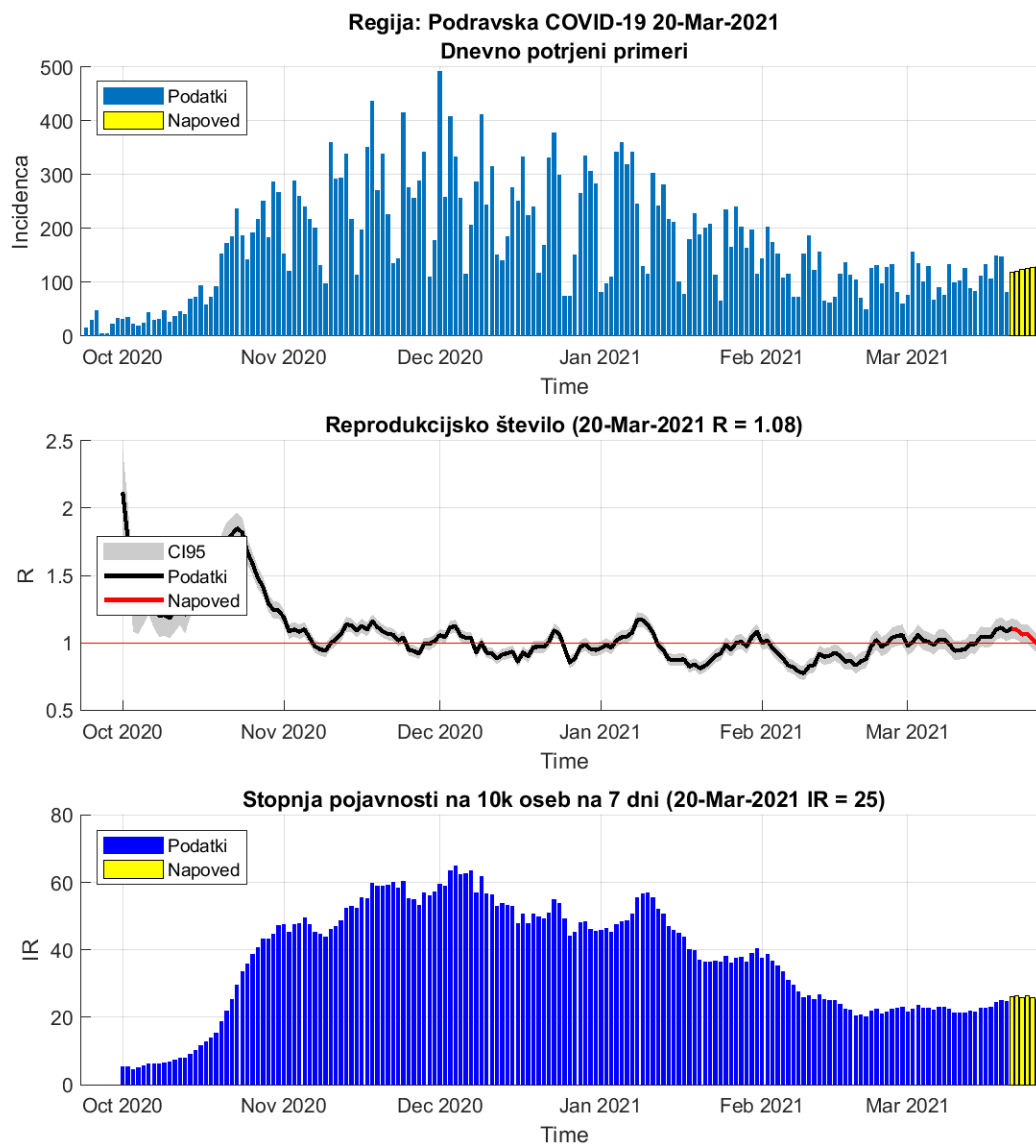 Regija: Podravska COVID-19 20-Mar-2021
Dnevno potrjeni primeri
500
400
300
200
100
0
Incidenca
Podatki
Napoved
Oct 2020 Nov 2020 Dec 2020 Jan 2021 Feb 2021 Mar 2021
Time
Reprodukcijsko število (20-Mar-2021 R = 1.08)
2.5
2
1.5
1
0.5
R
CI95
Podatki
Napoved
Oct 2020 Nov 2020 Dec 2020 Jan 2021 Feb 2021 Mar 2021
Time
Stopnja pojavnosti na 10k oseb na 7 dni (20-Mar-2021 IR = 25)
80
60
40
20
0
IR
Podatki
Napoved
Oct 2020 Nov 2020 Dec 2020 Jan 2021 Feb 2021 Mar 2021
Time